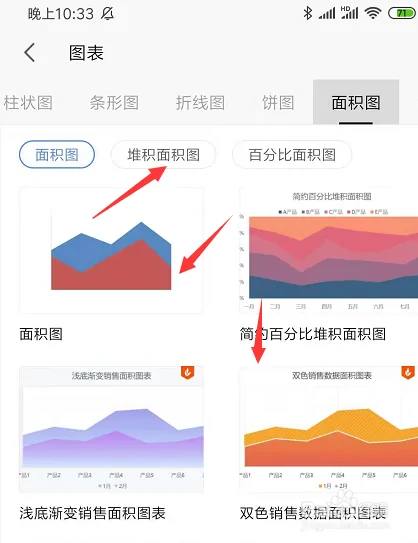 晚上10:33 HD 71
图表
柱状图 条形图 折线图 饼图 面积图
面积图 堆积面积图 百分比面积图
简约百分比堆积面积图
A产品 B产品 C产品 D产品 E产品
一月 二月 三月 四月 五月 六月
面积图
简约百分比堆积面积图
浅底渐变销售面积图表
双色销售数据面积图表
产品1 产品2 产品3 产品4 产品5 产品6
产品1 产品2 产品3 产品4 产品5 产品6
1月 2月
1月 2月
浅底渐变销售面积图表
双色销售数据面积图表